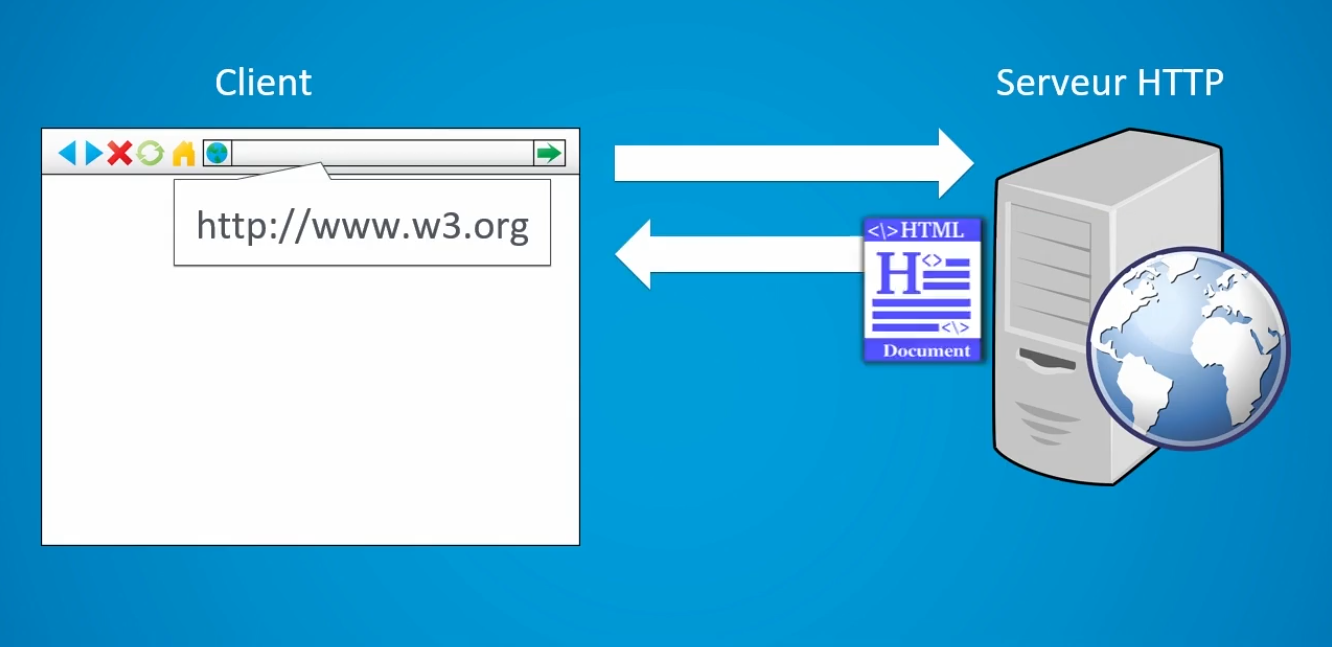 Client
Serveur HTTP
http://www.w3.org
<\>HTML
H<>
<\>
Document